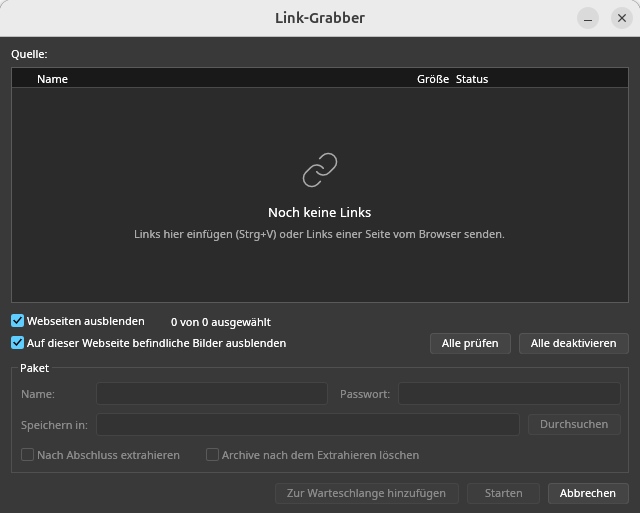 Link-Grabber
Quelle:
Name Größe Status
Noch keine Links
Links hier einfügen (Strg+V) oder Links einer Seite vom Browser senden.
Webseiten ausblenden 0 von 0 ausgewählt
Auf dieser Webseite befindliche Bilder ausblenden Alle prüfen Alle deaktivieren
Paket
Name: Passwort:
Speichern in: Durchsuchen
Nach Abschluss extrahieren Archive nach dem Extrahieren löschen
Zur Warteschlange hinzufügen Starten Abbrechen